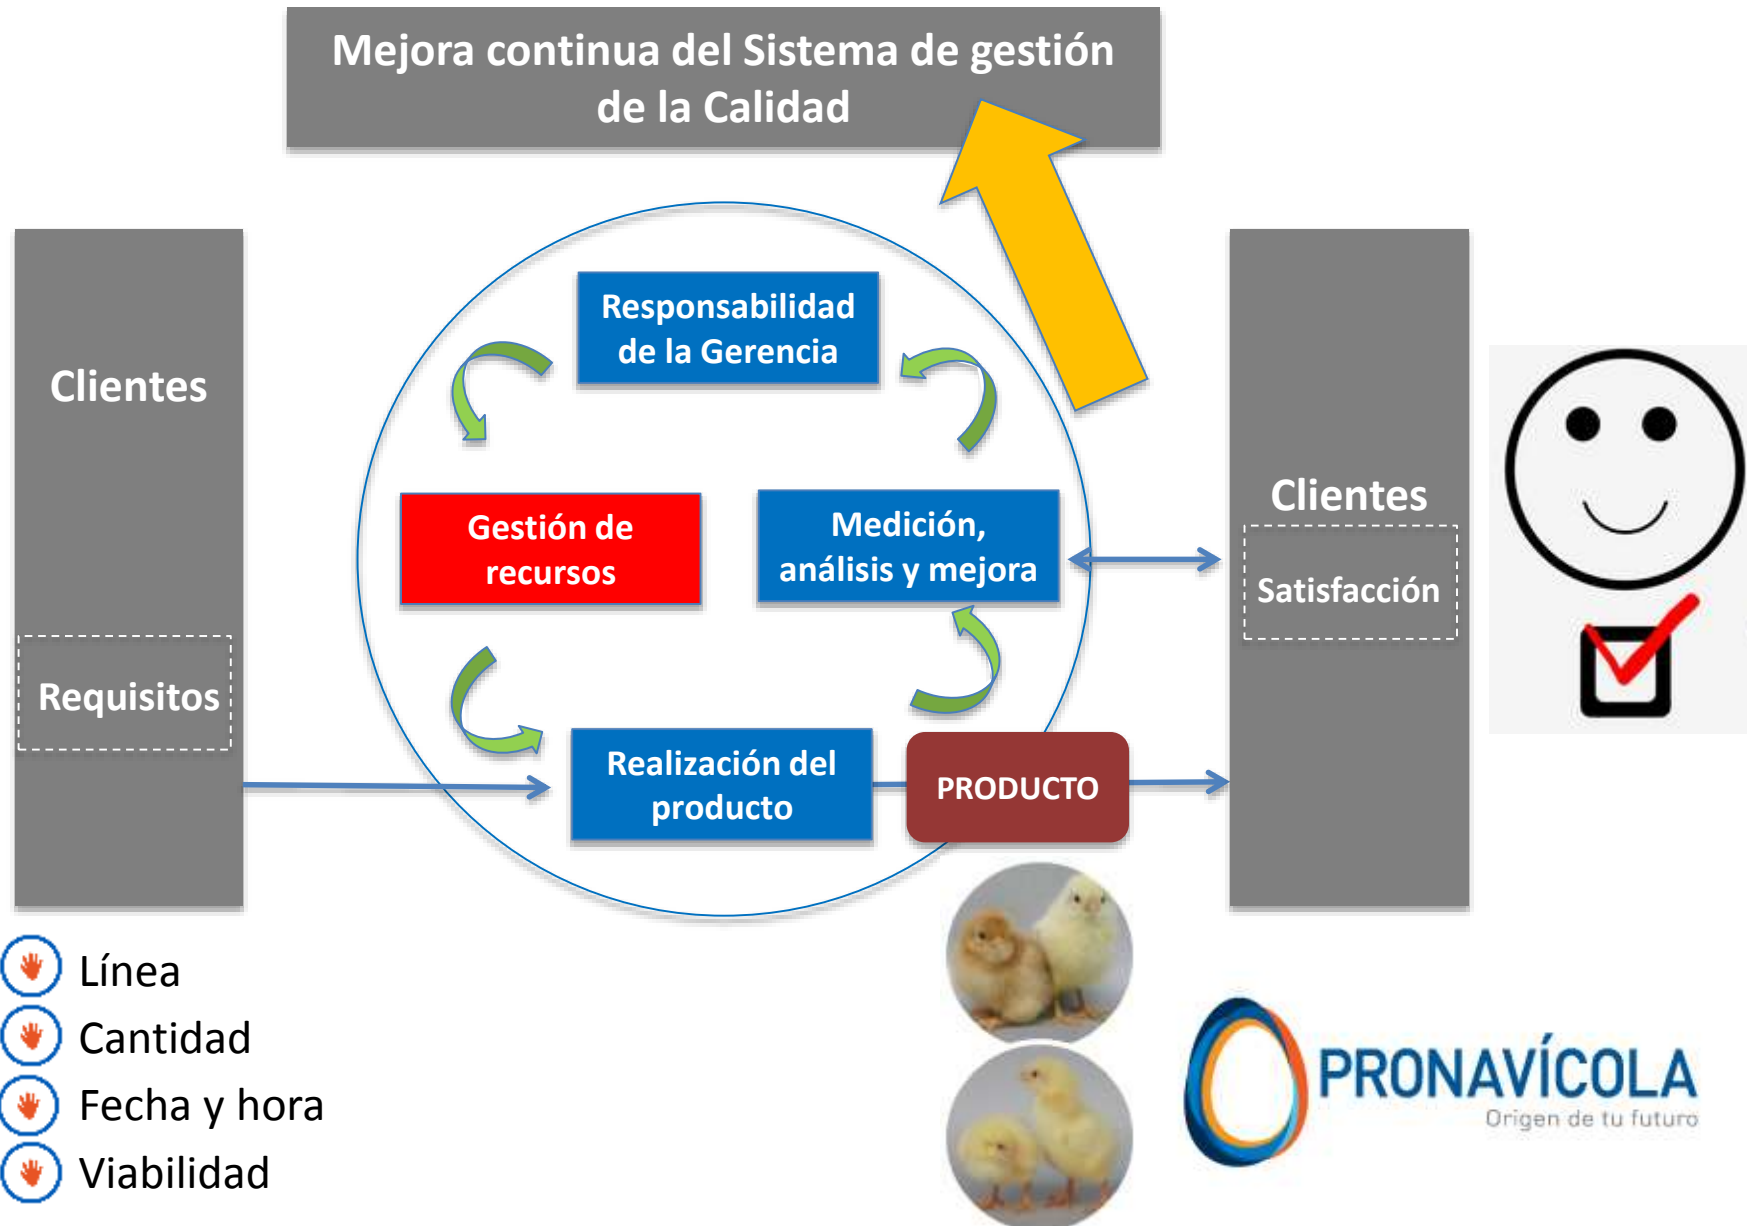 Mejora continua del Sistema de gestión
de la Calidad
Clientes
Requisitos
Responsabilidad
de la Gerencia
Gestión de
recursos
Medición,
análisis y mejora
Realización del
producto
PRODUCTO
Clientes
Satisfacción
Línea
Cantidad
Fecha y hora
Viabilidad
PRONAVÍCOLA
Origen de tu futuro